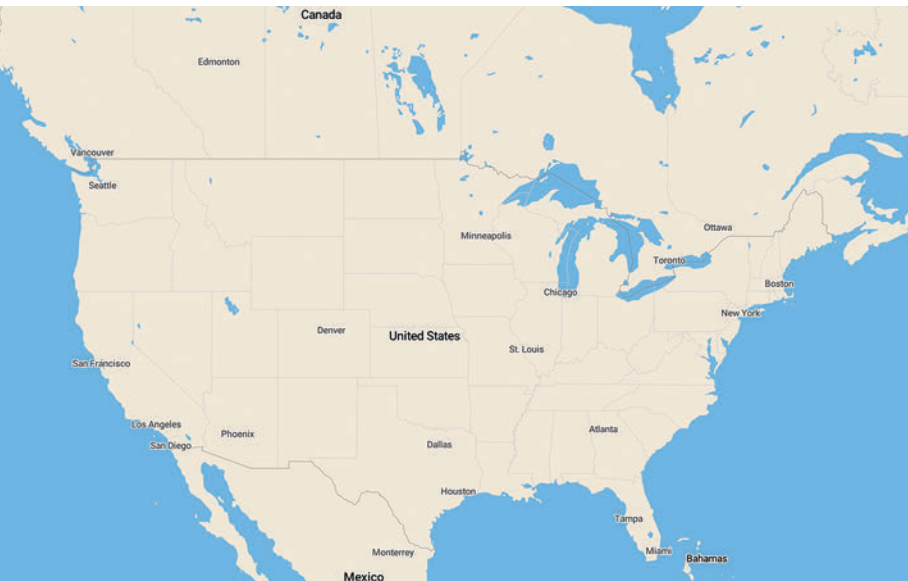 Canada
Edmonton
Vancouver
Seattle
Ottawa
Minneapolis
Toronto
Boston
Chicago
New York
Denver
United States
St. Louis
San Francisco
Los Angeles
Atlanta
Phoenix
San Diego
Dallas
Houston
Tampa
Miami
Monterrey
Bahamas
Mexico